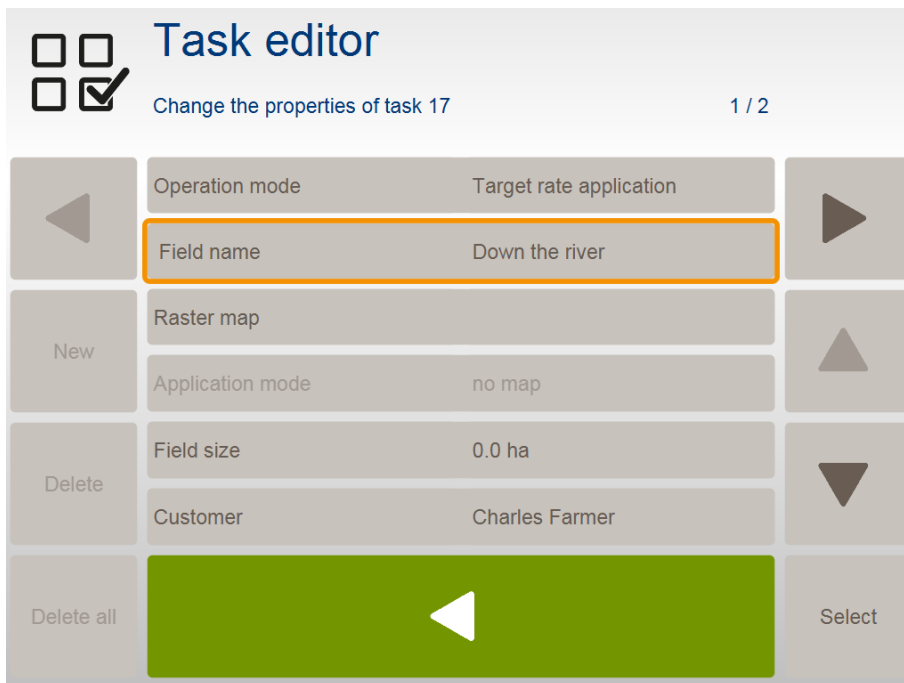 Task editor
Change the properties of task 17 1 / 2
Operation mode Target rate application
Field name Down the river
Raster map
New
Application mode no map
Field size 0.0 ha
Delete
Customer Charles Farmer
Delete all Select